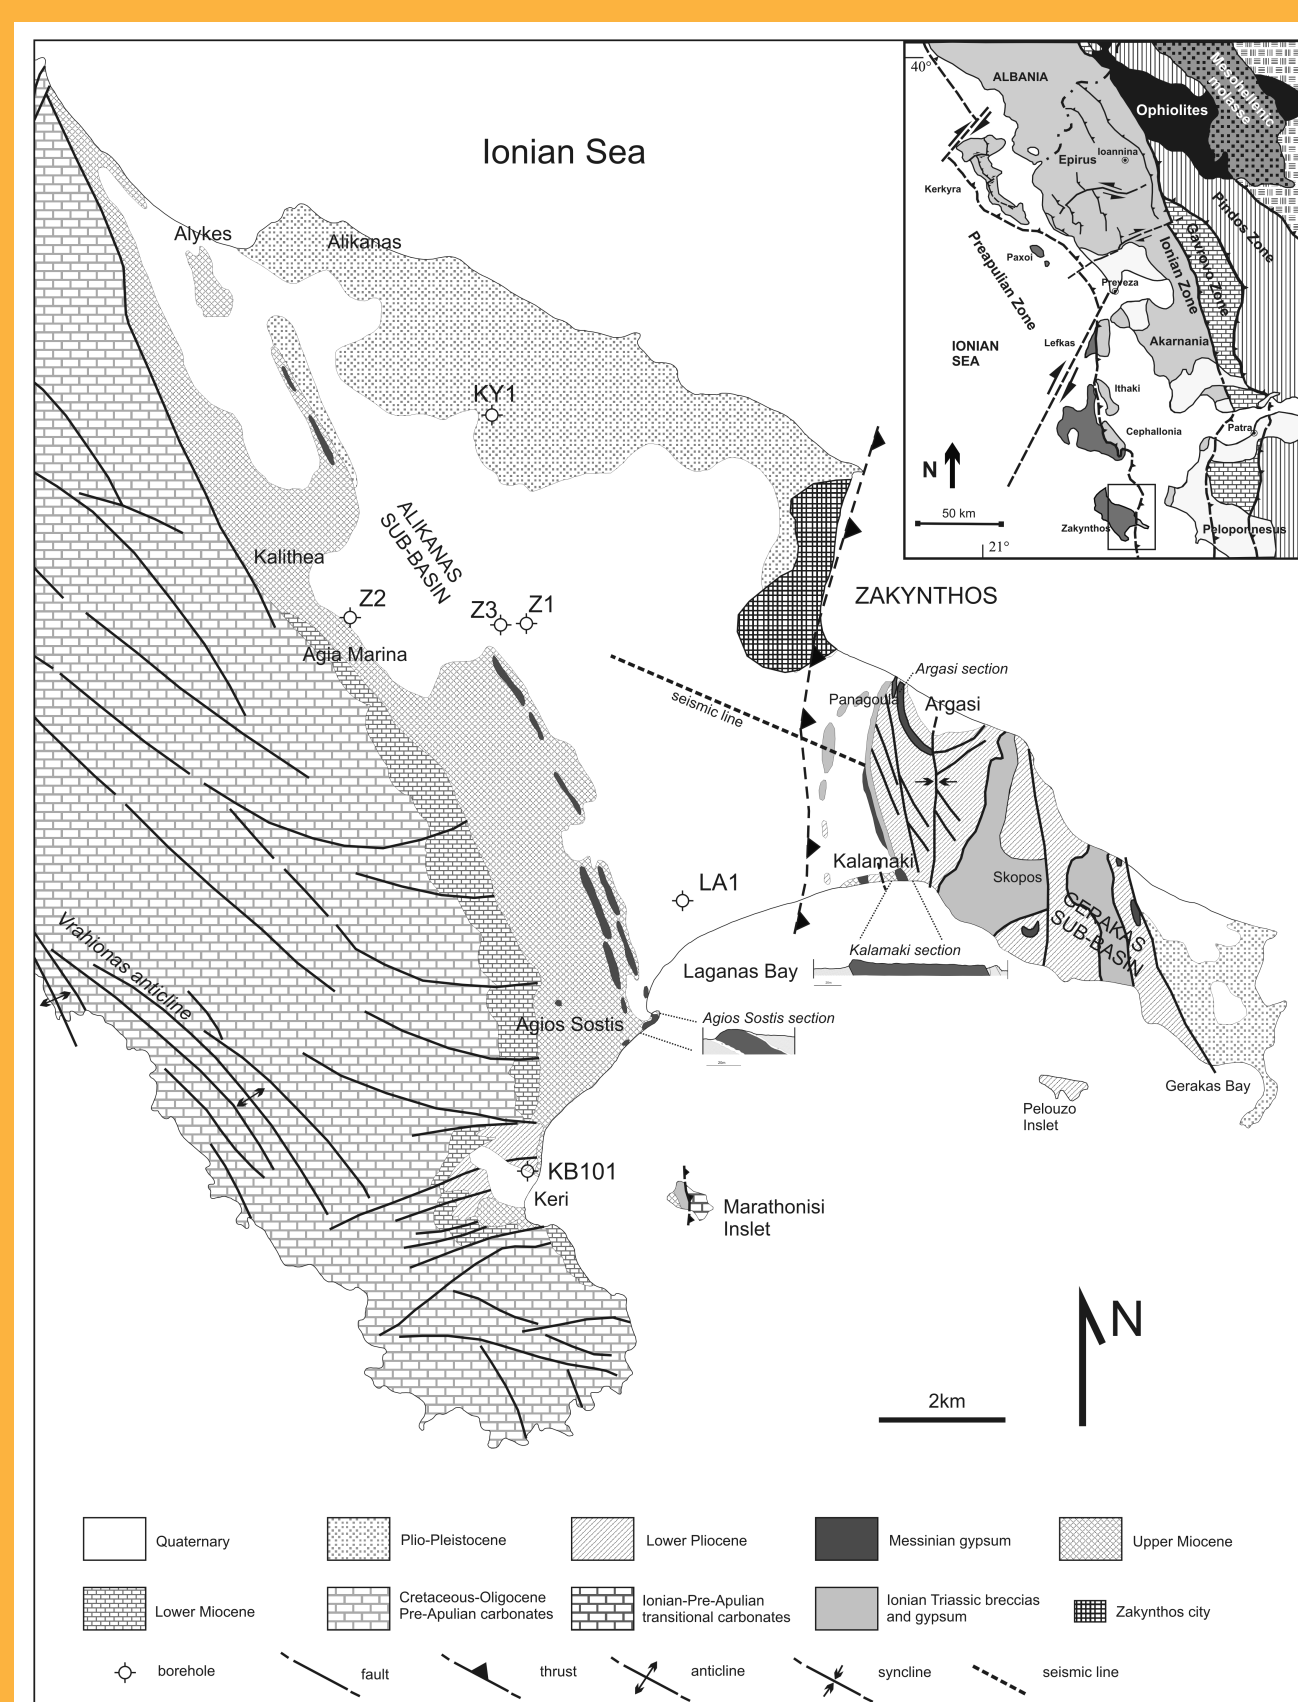 Ionian Sea
Alykes
Alikanas
KY1
ALIKANAS
SUB-BASIN
Kalithea
Z2
Z3
Z1
Agia Marina
ZAKYNTHOS
seismic line
Argasi section
Panagoula
Argasi
Kalamaki
LA1
Skopos
GERAKAS
SUB-BASIN
Kalamaki section
Laganas Bay
Vrahionas anticline
Agios Sostis
Agios Sostis section
Gerakas Bay
Pelouzo
Inslet
KB101
Keri
Marathonisi
Inslet
N
2km
40°
ALBANIA
Mesohellenic
molasse
Ophiolites
Ioannina
Epirus
Kerkyra
Pindos Zone
Gavrovo Zone
Ionian Zone
Preapulian Zone
Paxoi
Preveza
IONIAN
SEA
Lefkas
Akarnania
Ithaki
Cephallonia
Patra
N
50 km
Zakynthos
Peloponnesus
21°
Quaternary
Plio-Pleistocene
Lower Pliocene
Messinian gypsum
Upper Miocene
Lower Miocene
Cretaceous-Oligocene
Pre-Apulian carbonates
Ionian-Pre-Apulian
transitional carbonates
Ionian Triassic breccias
and gypsum
Zakynthos city
borehole
fault
thrust
anticline
syncline
seismic line